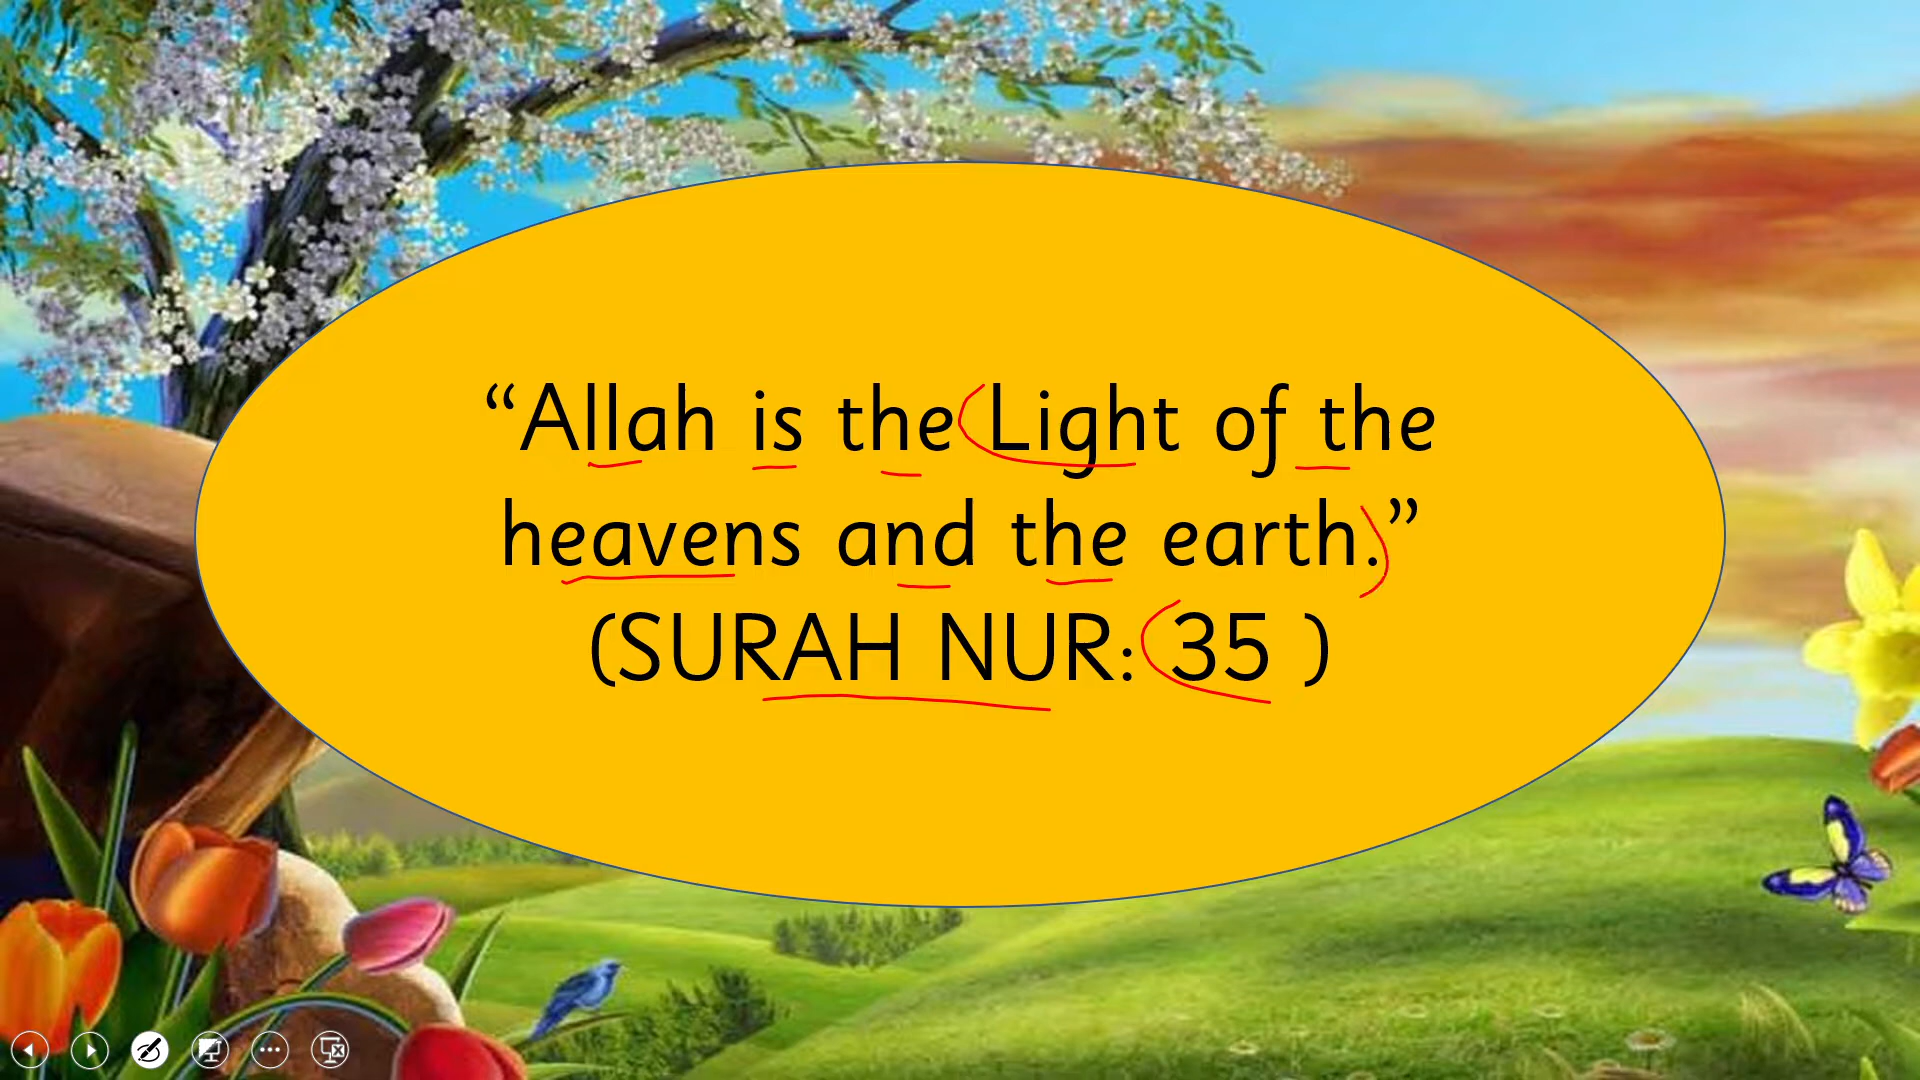 “Allah is the Light of the
heavens and the earth.”
(SURAH NUR: 35 )